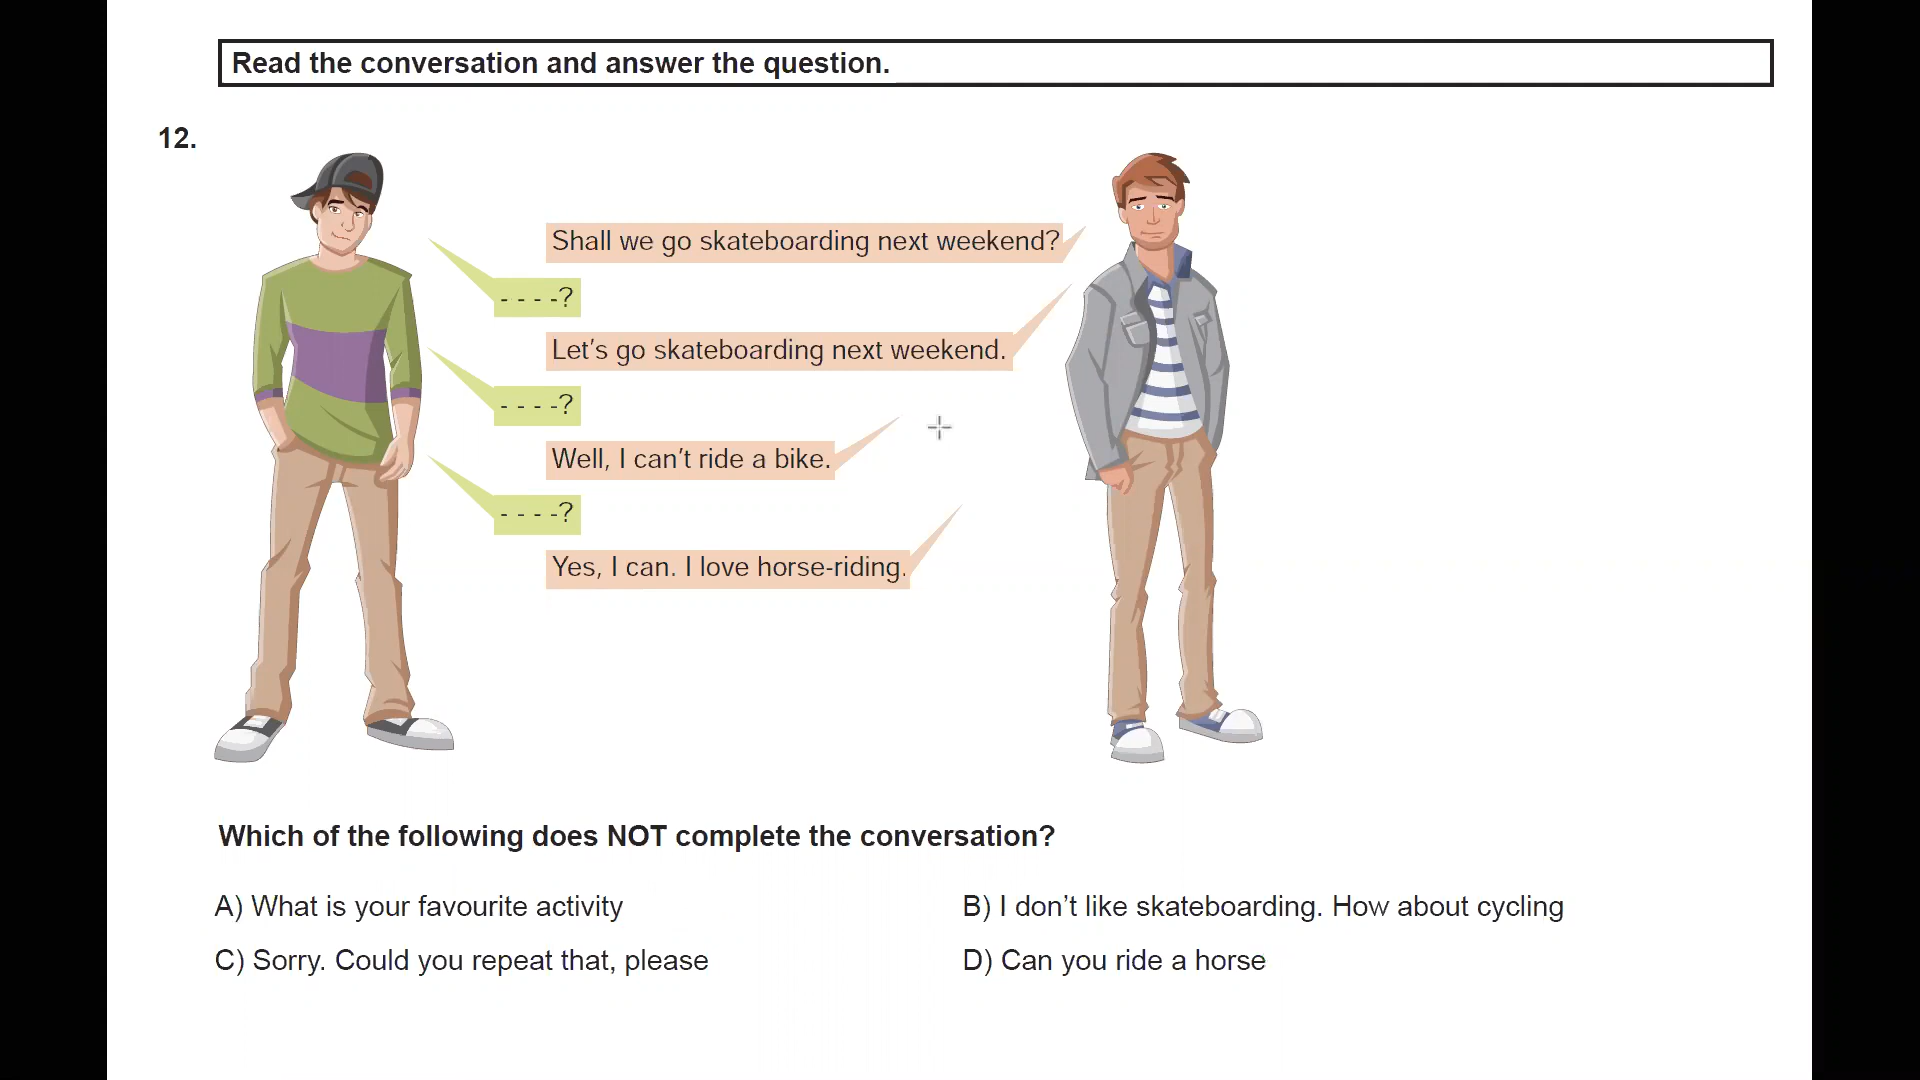 Read the conversation and answer the question.
12.
Shall we go skateboarding next weekend?
- - - -?
Let's go skateboarding next weekend.
- - - -?
Well, I can't ride a bike.
- - - -?
Yes, I can. I love horse-riding.
Which of the following does NOT complete the conversation?
A) What is your favourite activity
B) I don't like skateboarding. How about cycling
C) Sorry. Could you repeat that, please
D) Can you ride a horse